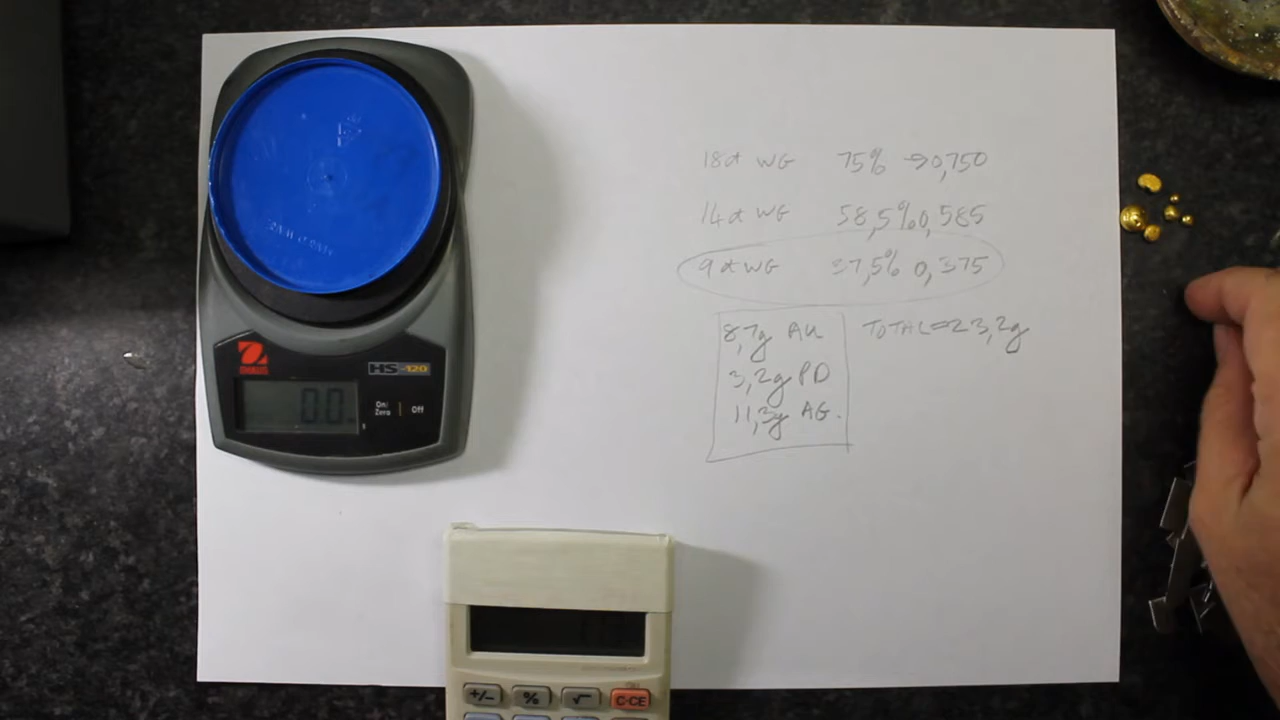 18ct WG 75% → 0,750
14ct WG 58,5% 0,585
9ct WG 37,5% 0,375
8,7g AU TOTAL = 23,2g
3,2g PD
11,3g AG.
OHAUS
HS-120
0.0
On/Zero Off
+/- % √ C·CE